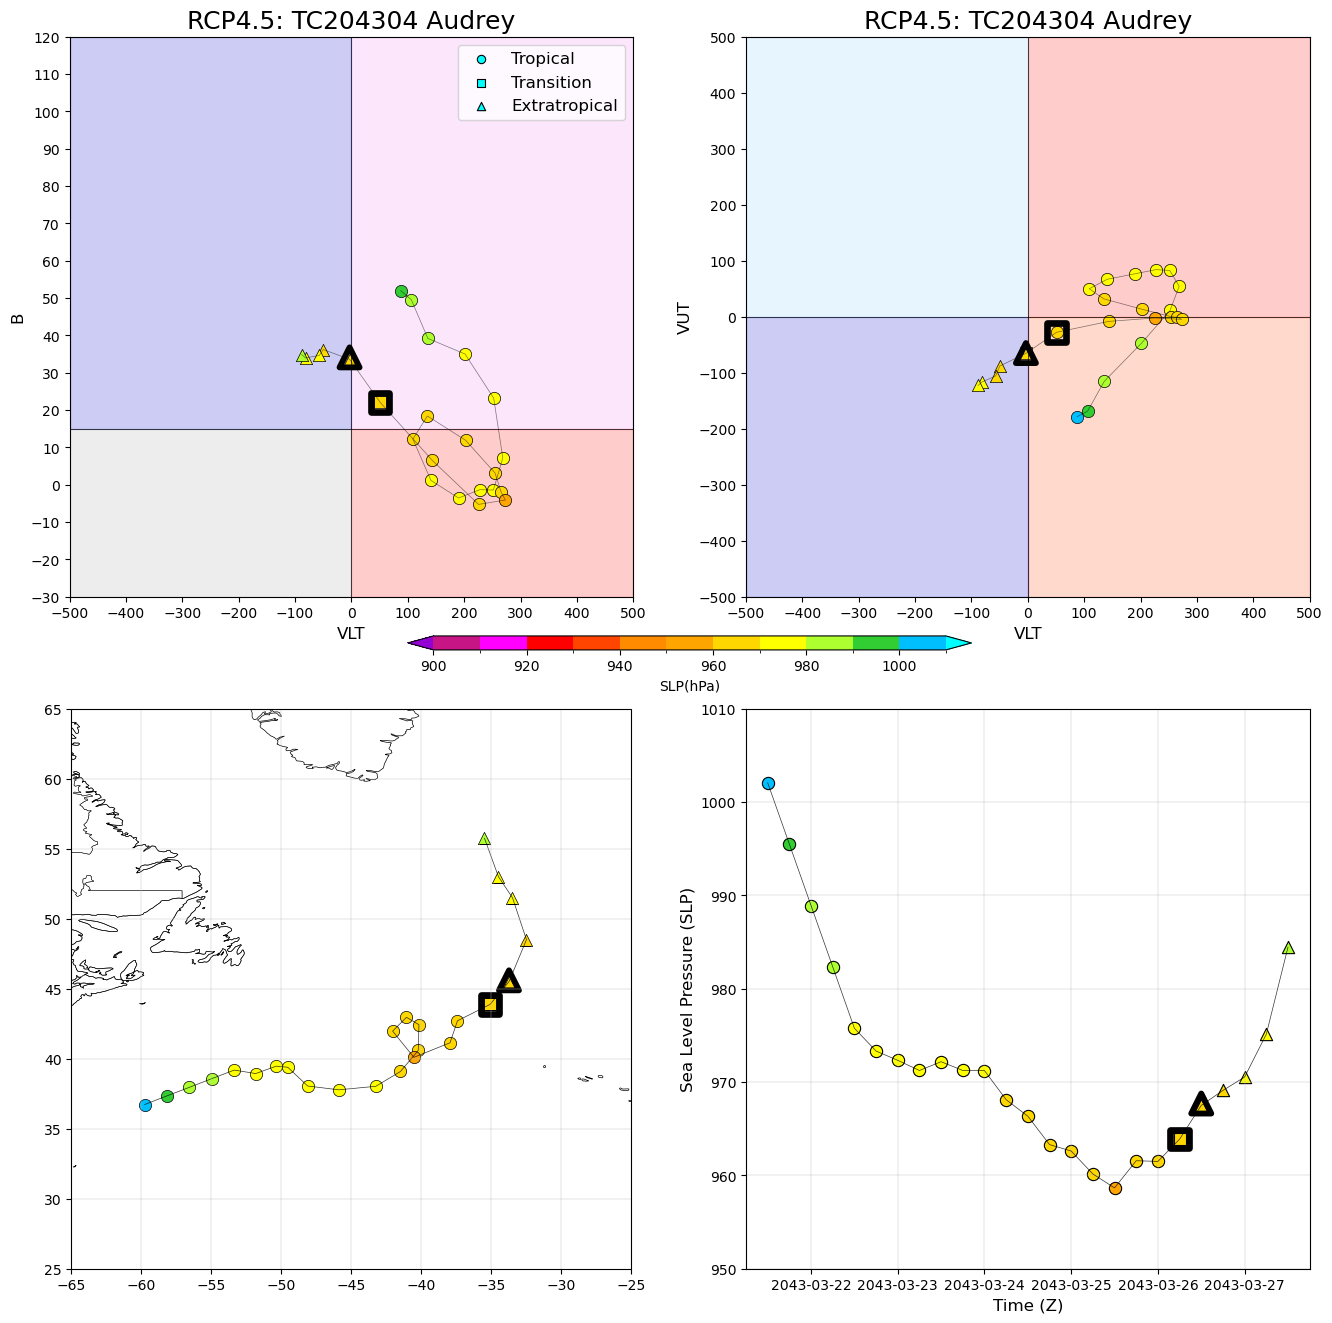 RCP4.5: TC204304 Audrey
120
110
100
90
80
70
60
50
40
30
20
10
0
−10
−20
−30
B
−500 −400 −300 −200 −100 0 100 200 300 400 500
VLT
Tropical
Transition
Extratropical
RCP4.5: TC204304 Audrey
500
400
300
200
100
0
−100
−200
−300
−400
−500
VUT
−500 −400 −300 −200 −100 0 100 200 300 400 500
VLT
900 920 940 960 980 1000
SLP(hPa)
65
60
55
50
45
40
35
30
25
−65 −60 −55 −50 −45 −40 −35 −30 −25
1010
1000
990
980
970
960
950
Sea Level Pressure (SLP)
2043-03-22 2043-03-23 2043-03-24 2043-03-25 2043-03-26 2043-03-27
Time (Z)